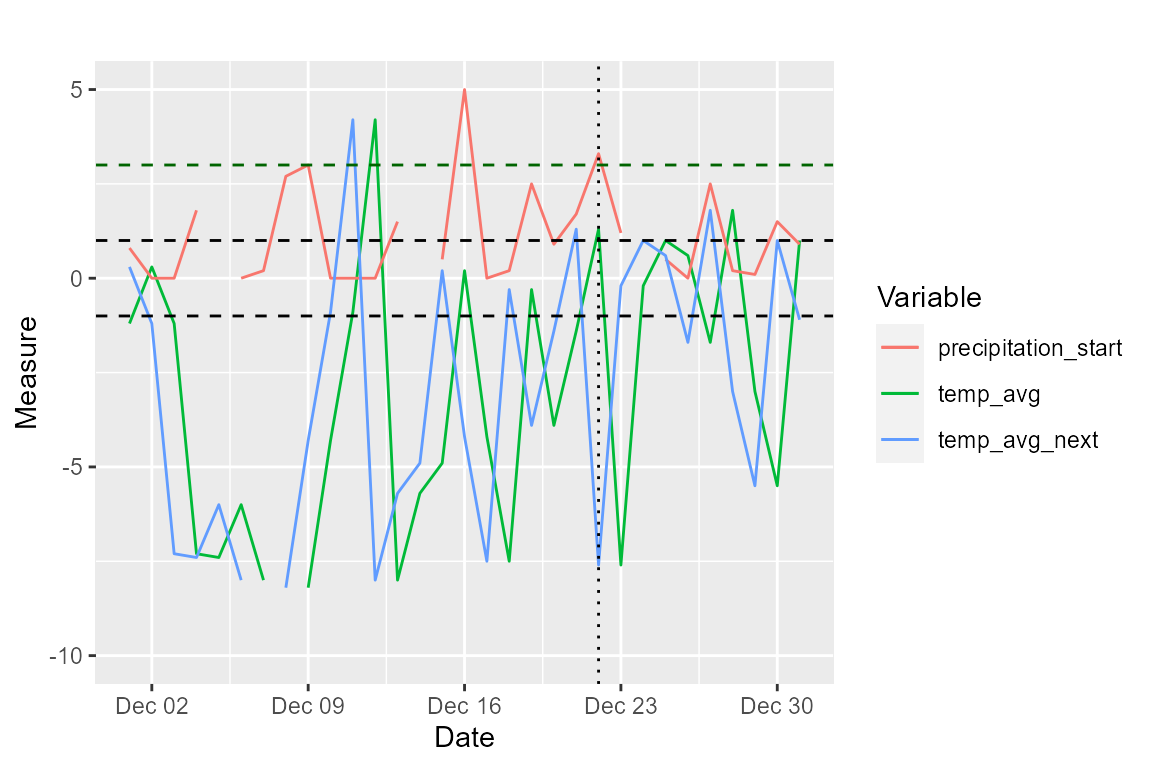 5
0
-5
-10
Measure
Dec 02
Dec 09
Dec 16
Dec 23
Dec 30
Date
Variable
precipitation_start
temp_avg
temp_avg_next